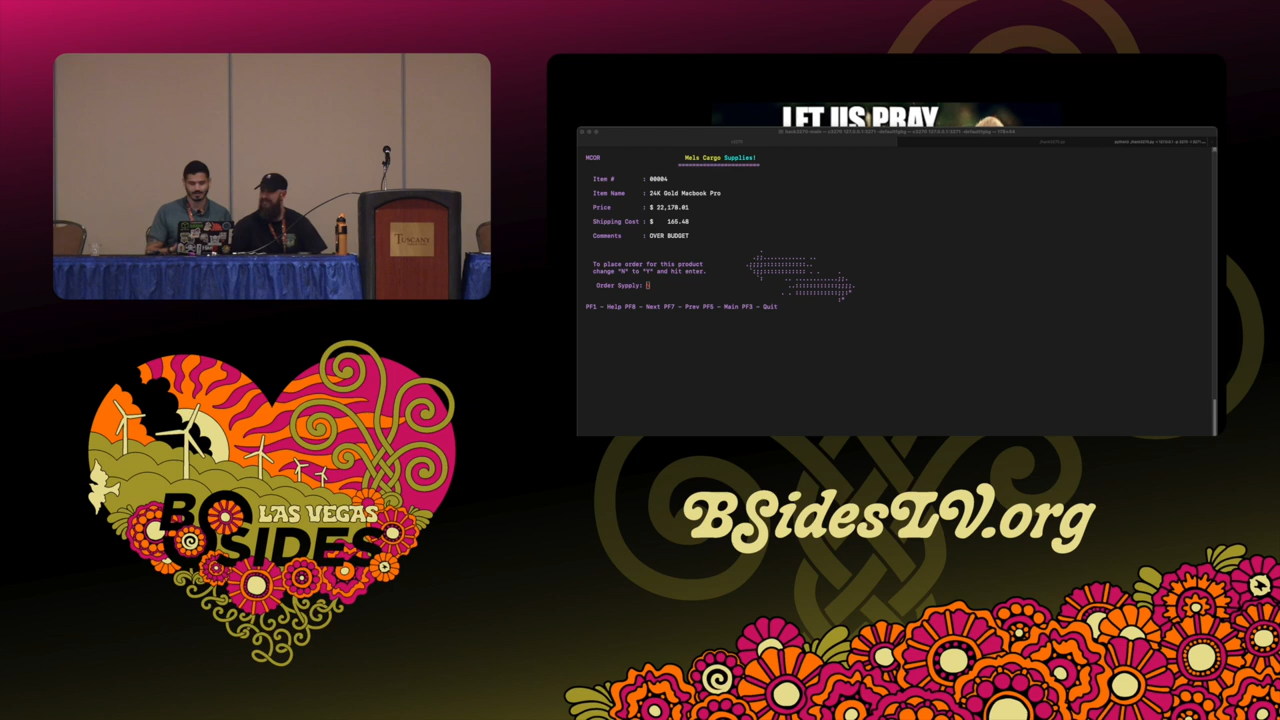 TUSCANY
LET US PRAY
MCOR
Mels Cargo Supplies!
=======================
Item # : 00004
Item Name : 24K Gold Macbook Pro
Price : $ 22,178.01
Shipping Cost : $ 165.48
Comments : OVER BUDGET
To place order for this product
change "N" to "Y" and hit enter.
Order Sypply:
PF1 - Help PF8 - Next PF7 - Prev PF5 - Main PF3 - Quit
LAS VEGAS
BSIDES
23
BSidesLV.org